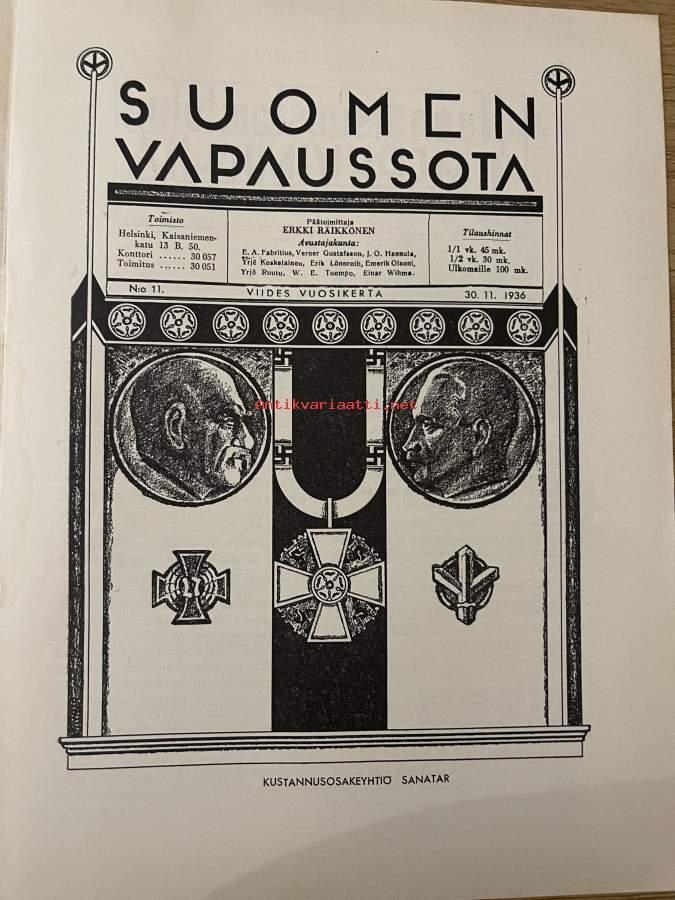 SUOMEN
VAPAUSSOTA
Toimisto
Helsinki, Kaisaniemen-
katu 13 B. 50.
Konttori ...... 30 057
Toimitus ...... 30 051
Päätoimittaja
ERKKI RÄIKKÖNEN
Avustajakunta:
E. A. Fabritius, Verner Gustafsson, J. O. Hannula,
Yrjö Koskelainen, Erik Lönnroth, Emerik Olsoni,
Yrjö Ruutu, W. E. Tuompo, Einar Wihma.
Tilaushinnat
1/1 vk. 45 mk.
1/2 vk. 30 mk.
Ulkomaille 100 mk.
N:o 11. VIIDES VUOSIKERTA 30. 11. 1936
Antikvariaatti.net
KUSTANNUSOSAKEYHTIÖ SANATAR